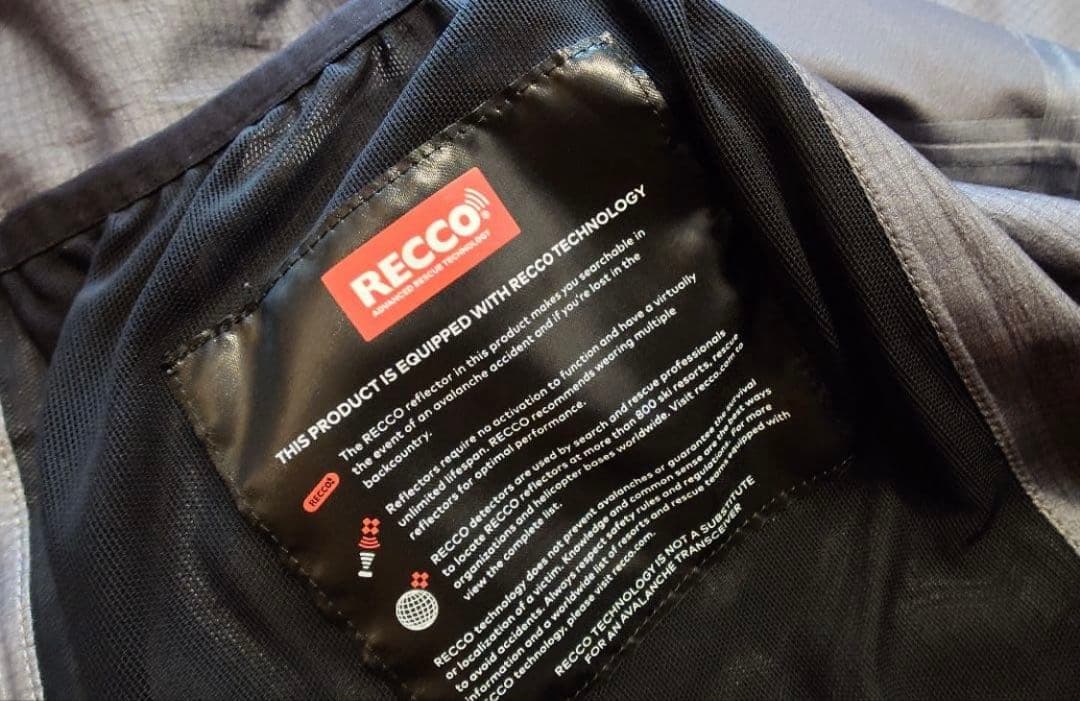 RECCO®
ADVANCED RESCUE TECHNOLOGY
THIS PRODUCT IS EQUIPPED WITH RECCO TECHNOLOGY
The RECCO reflector in this product makes you searchable in
the event of an avalanche accident and if you're lost in the
backcountry.
RECCO
Reflectors require no activation to function and have a virtually
unlimited lifespan. RECCO recommends wearing multiple
reflectors for optimal performance.
RECCO detectors are used by search and rescue professionals
to locate RECCO reflectors at more than 800 ski resorts, rescue
organizations and helicopter bases worldwide. Visit recco.com to
view the complete list.
RECCO technology does not prevent avalanches or guarantee the survival
or localization of a victim. Knowledge and common sense are the best ways
to avoid accidents. Always respect safety rules and regulations. For more
information and a worldwide list of resorts and rescue teams equipped with
RECCO technology, please visit recco.com.
RECCO TECHNOLOGY IS NOT A SUBSTITUTE
FOR AN AVALANCHE TRANSCEIVER